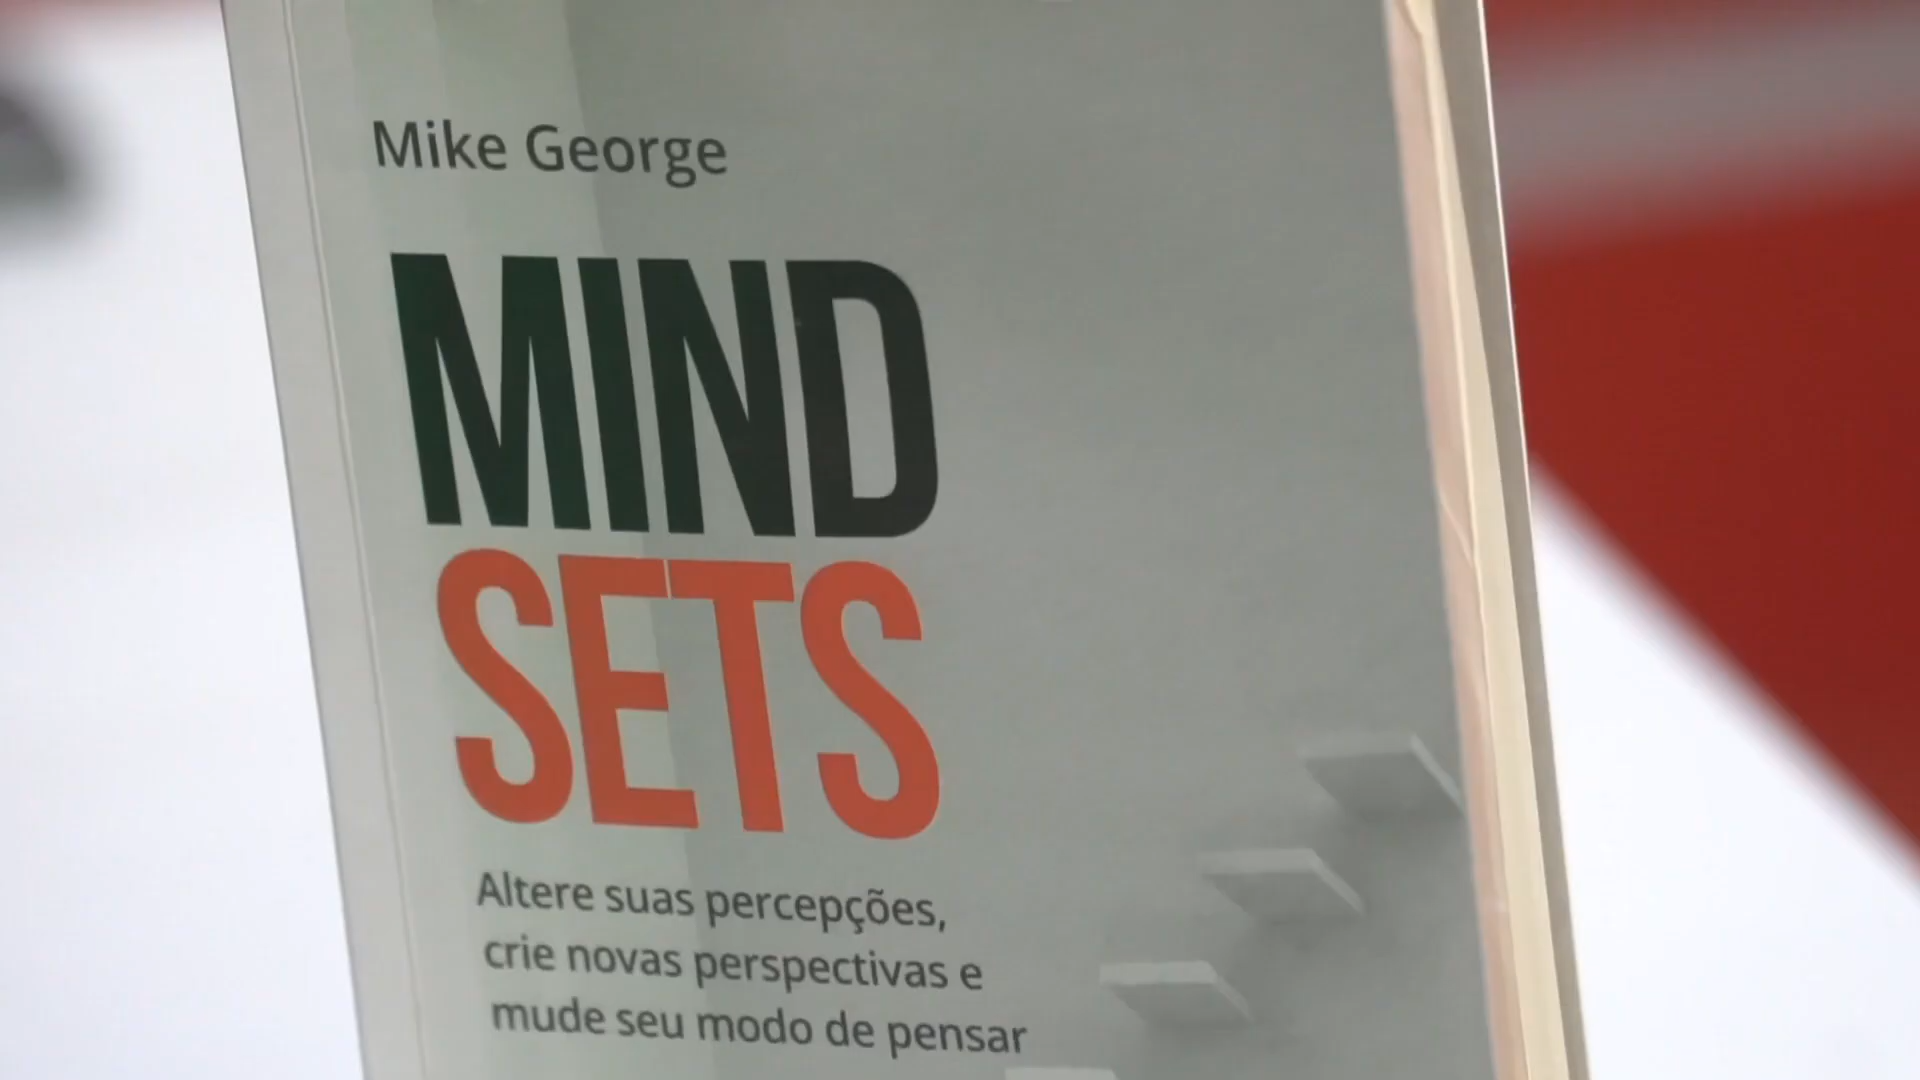 Mike George
MIND
SETS
Altere suas percepções,
crie novas perspectivas e
mude seu modo de pensar